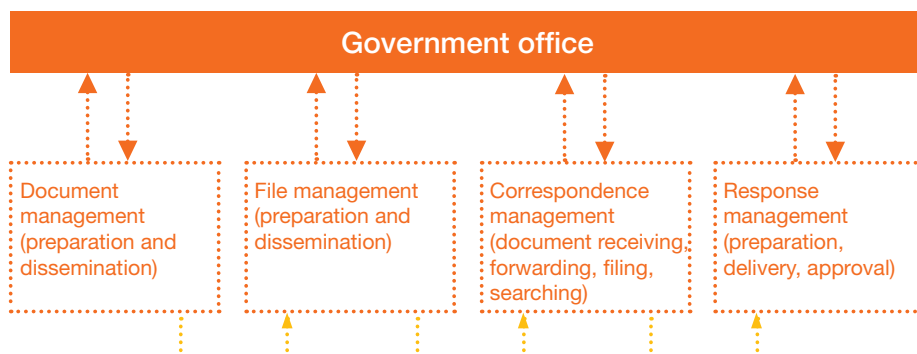 Government office
Document
management
(preparation and
dissemination)
File management
(preparation and
dissemination)
Correspondence
management
(document receiving,
forwarding, filing,
searching)
Response
management
(preparation,
delivery, approval)